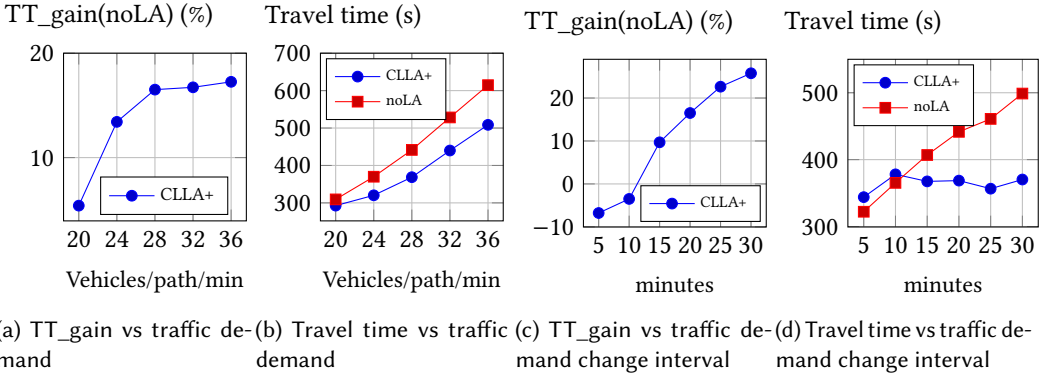 TT_gain(noLA) (%)
20
10
CLLA+
20 24 28 32 36
Vehicles/path/min
(a) TT_gain vs traffic de-
mand
Travel time (s)
700
600
500
400
300
CLLA+
noLA
20 24 28 32 36
Vehicles/path/min
(b) Travel time vs traffic
demand
TT_gain(noLA) (%)
20
10
0
−10
CLLA+
5 10 15 20 25 30
minutes
(c) TT_gain vs traffic de-
mand change interval
Travel time (s)
500
400
300
CLLA+
noLA
5 10 15 20 25 30
minutes
(d) Travel time vs traffic de-
mand change interval